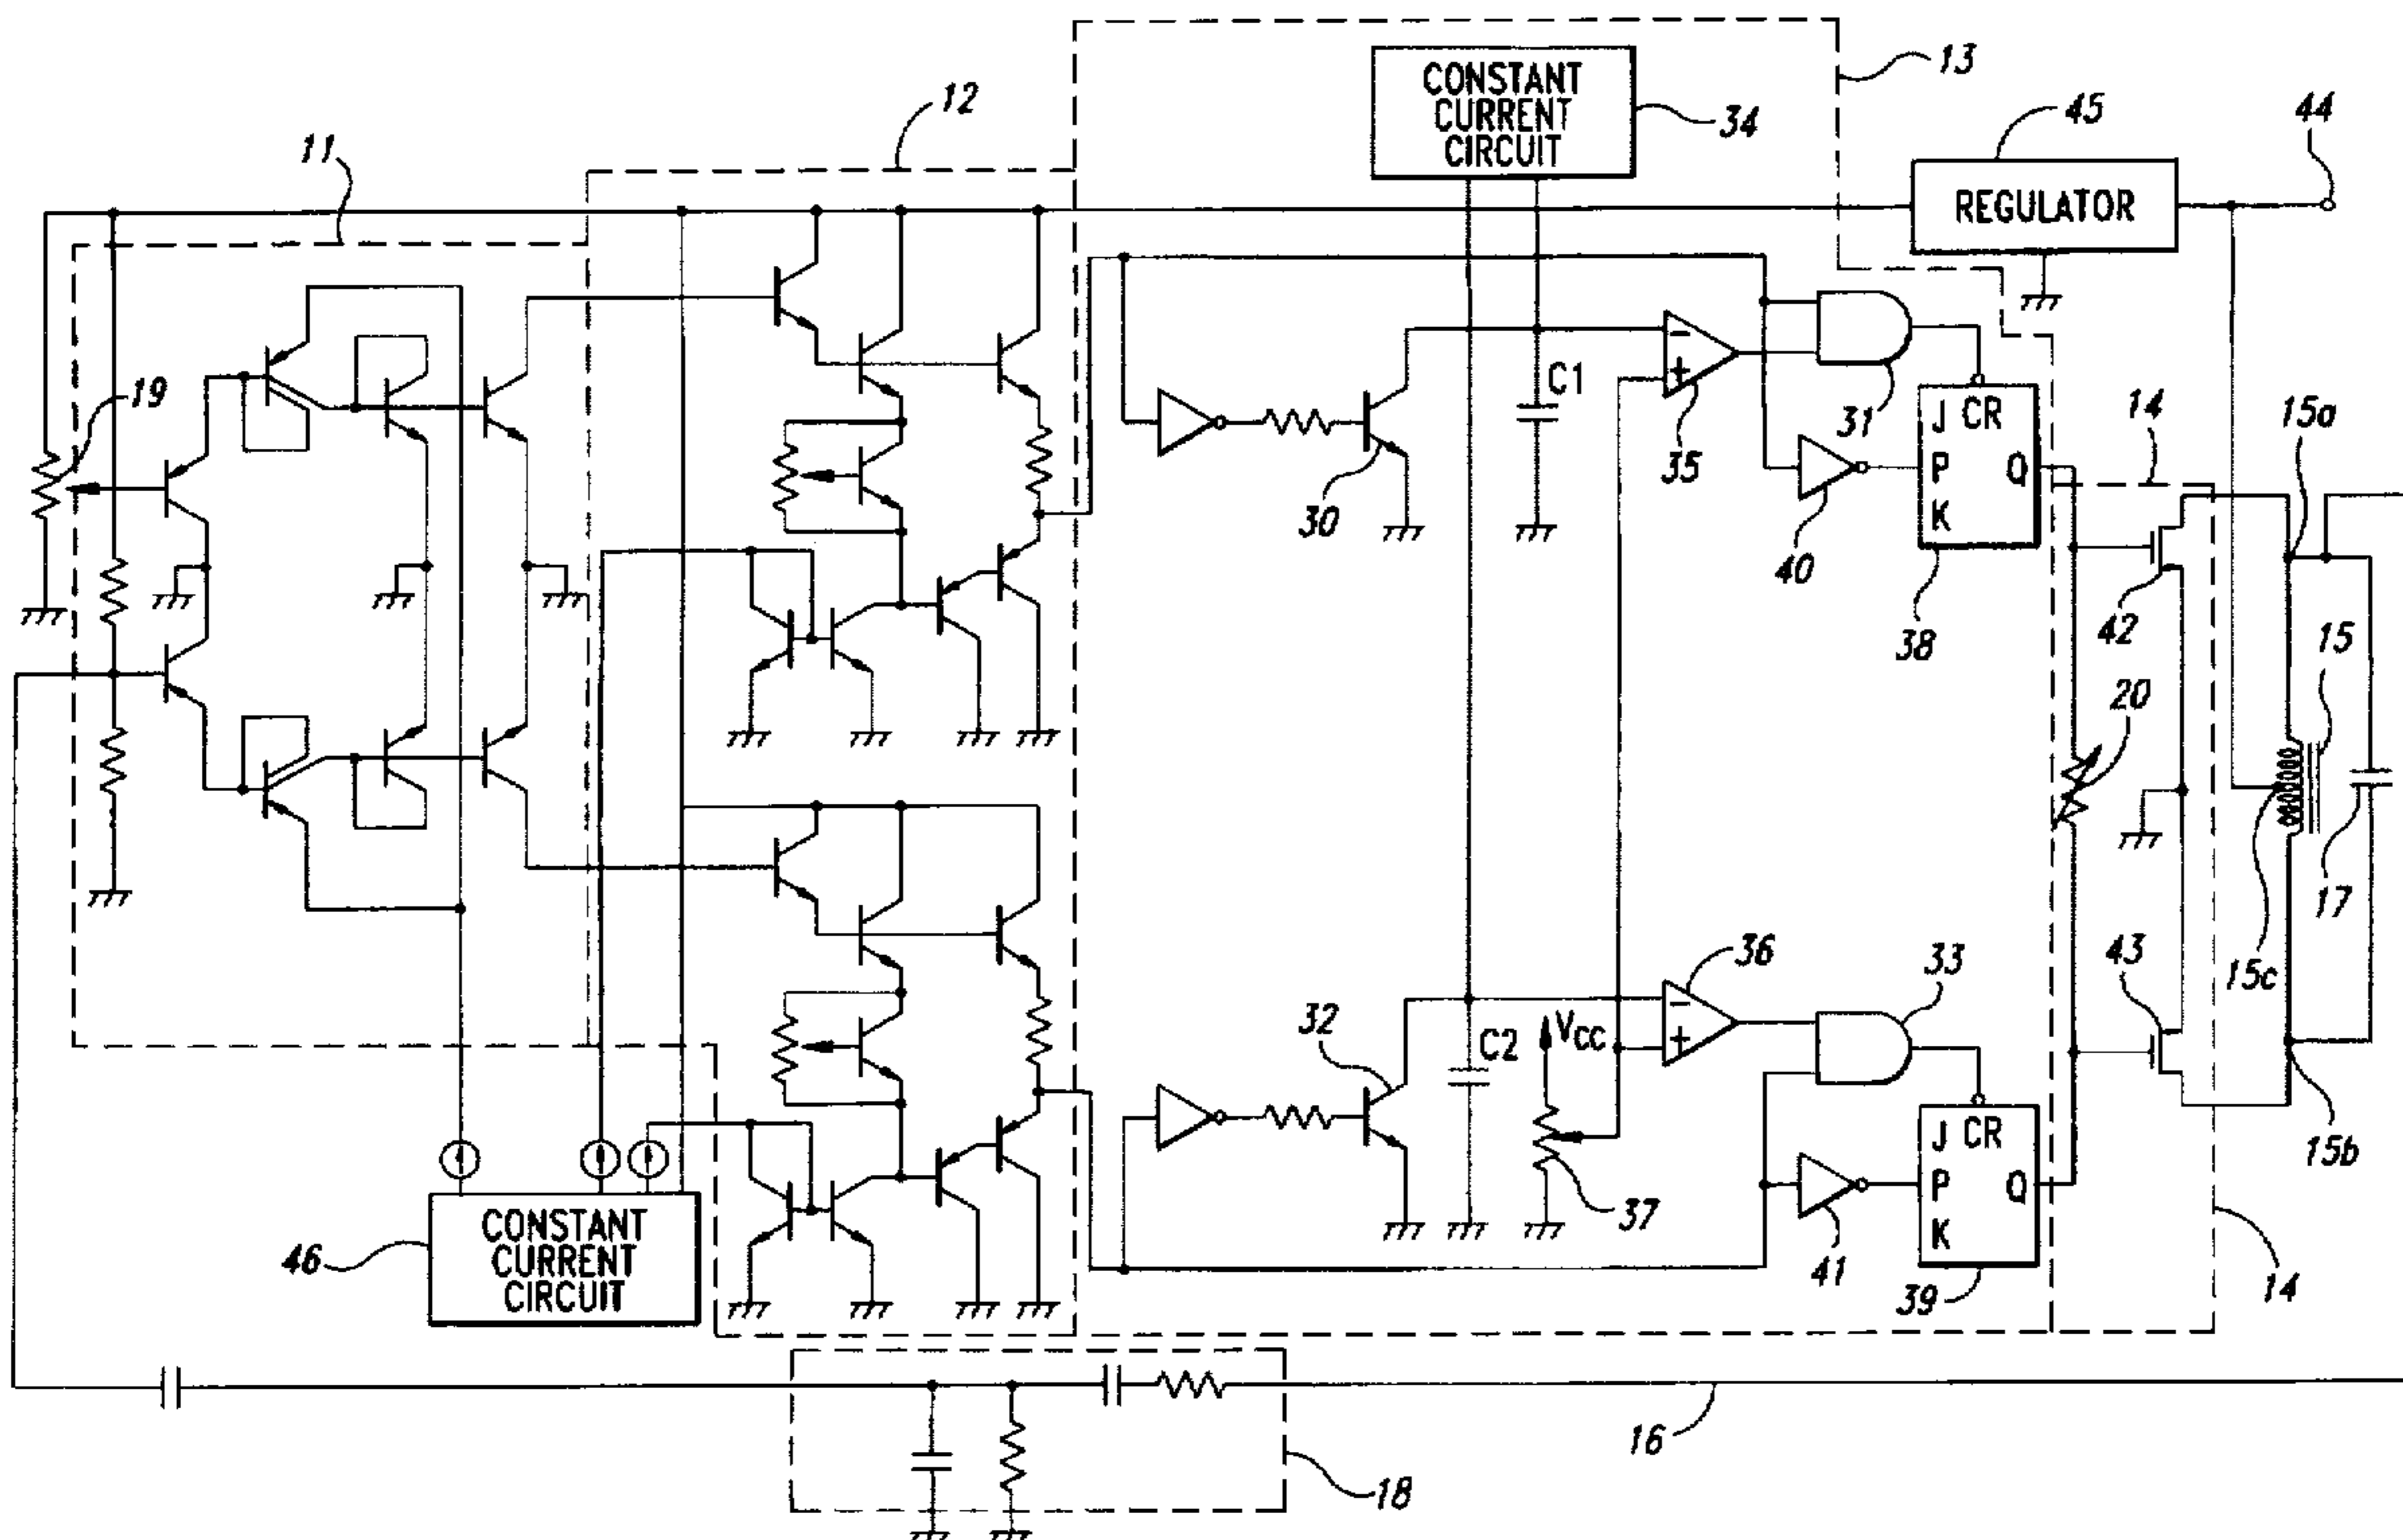 13
CONSTANT
CURRENT
CIRCUIT
34
12
45
44
11
REGULATOR
19
C1
35
31
J CR
P Q
K
14
15a
30
40
38
42
15
20
36
33
43
15c
17
32
C2
VCC
37
J CR
P Q
K
41
39
15b
14
46
CONSTANT
CURRENT
CIRCUIT
16
18